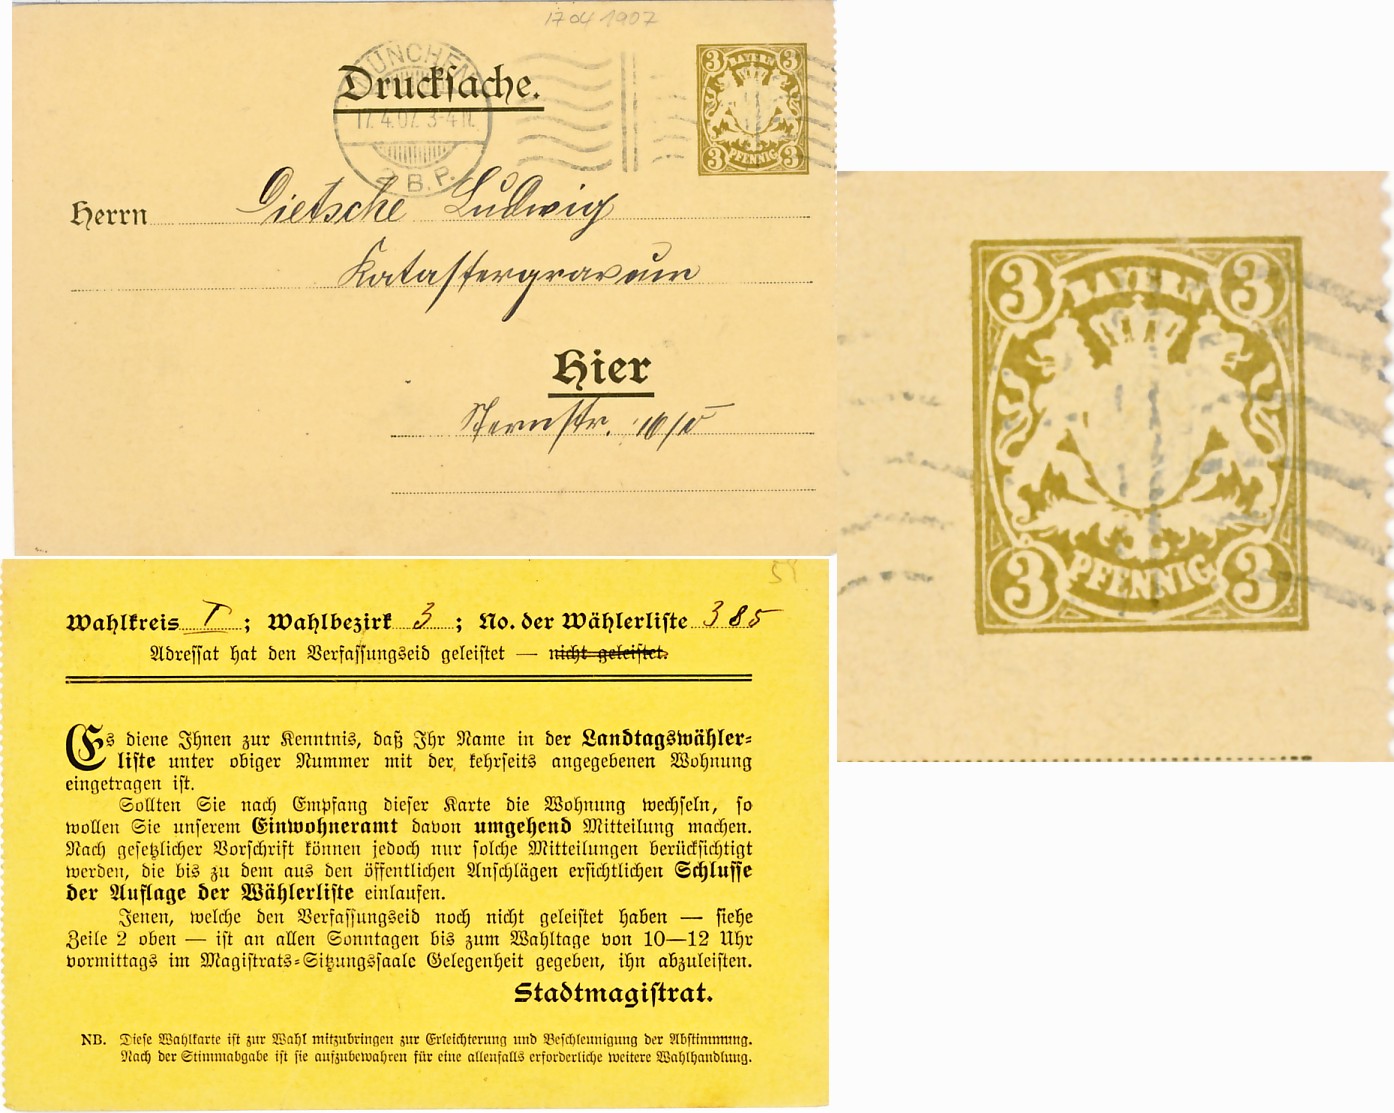 17 04 1907
MÜNCHEN
17.4.07. 3-4 N.
2 B.P.
Drucksache.
3 BAYERN 3
3 PFENNIG 3
Herrn Dietsche Ludwig
Katastergraveur
Hier
Sternstr. 10/
3 BAYERN 3
3 PFENNIG 3
54
Wahlkreis I; Wahlbezirk 3; No. der Wählerliste 385
Adressat hat den Verfassungseid geleistet — nicht geleistet.
Es diene Ihnen zur Kenntnis, daß Ihr Name in der Landtagswähler-
liste unter obiger Nummer mit der kehrseits angegebenen Wohnung
eingetragen ist.
Sollten Sie nach Empfang dieser Karte die Wohnung wechseln, so
wollen Sie unserem Einwohneramt davon umgehend Mitteilung machen.
Nach gesetzlicher Vorschrift können jedoch nur solche Mitteilungen berücksichtigt
werden, die bis zu dem aus den öffentlichen Anschlägen ersichtlichen Schlusse
der Auflage der Wählerliste einlaufen.
Jenen, welche den Verfassungseid noch nicht geleistet haben — siehe
Zeile 2 oben — ist an allen Sonntagen bis zum Wahltage von 10—12 Uhr
vormittags im Magistrats-Sitzungssaale Gelegenheit gegeben, ihn abzuleisten.
Stadtmagistrat.
NB. Diese Wahlkarte ist zur Wahl mitzubringen zur Erleichterung und Beschleunigung der Abstimmung.
Nach der Stimmabgabe ist sie aufzubewahren für eine allenfalls erforderliche weitere Wahlhandlung.